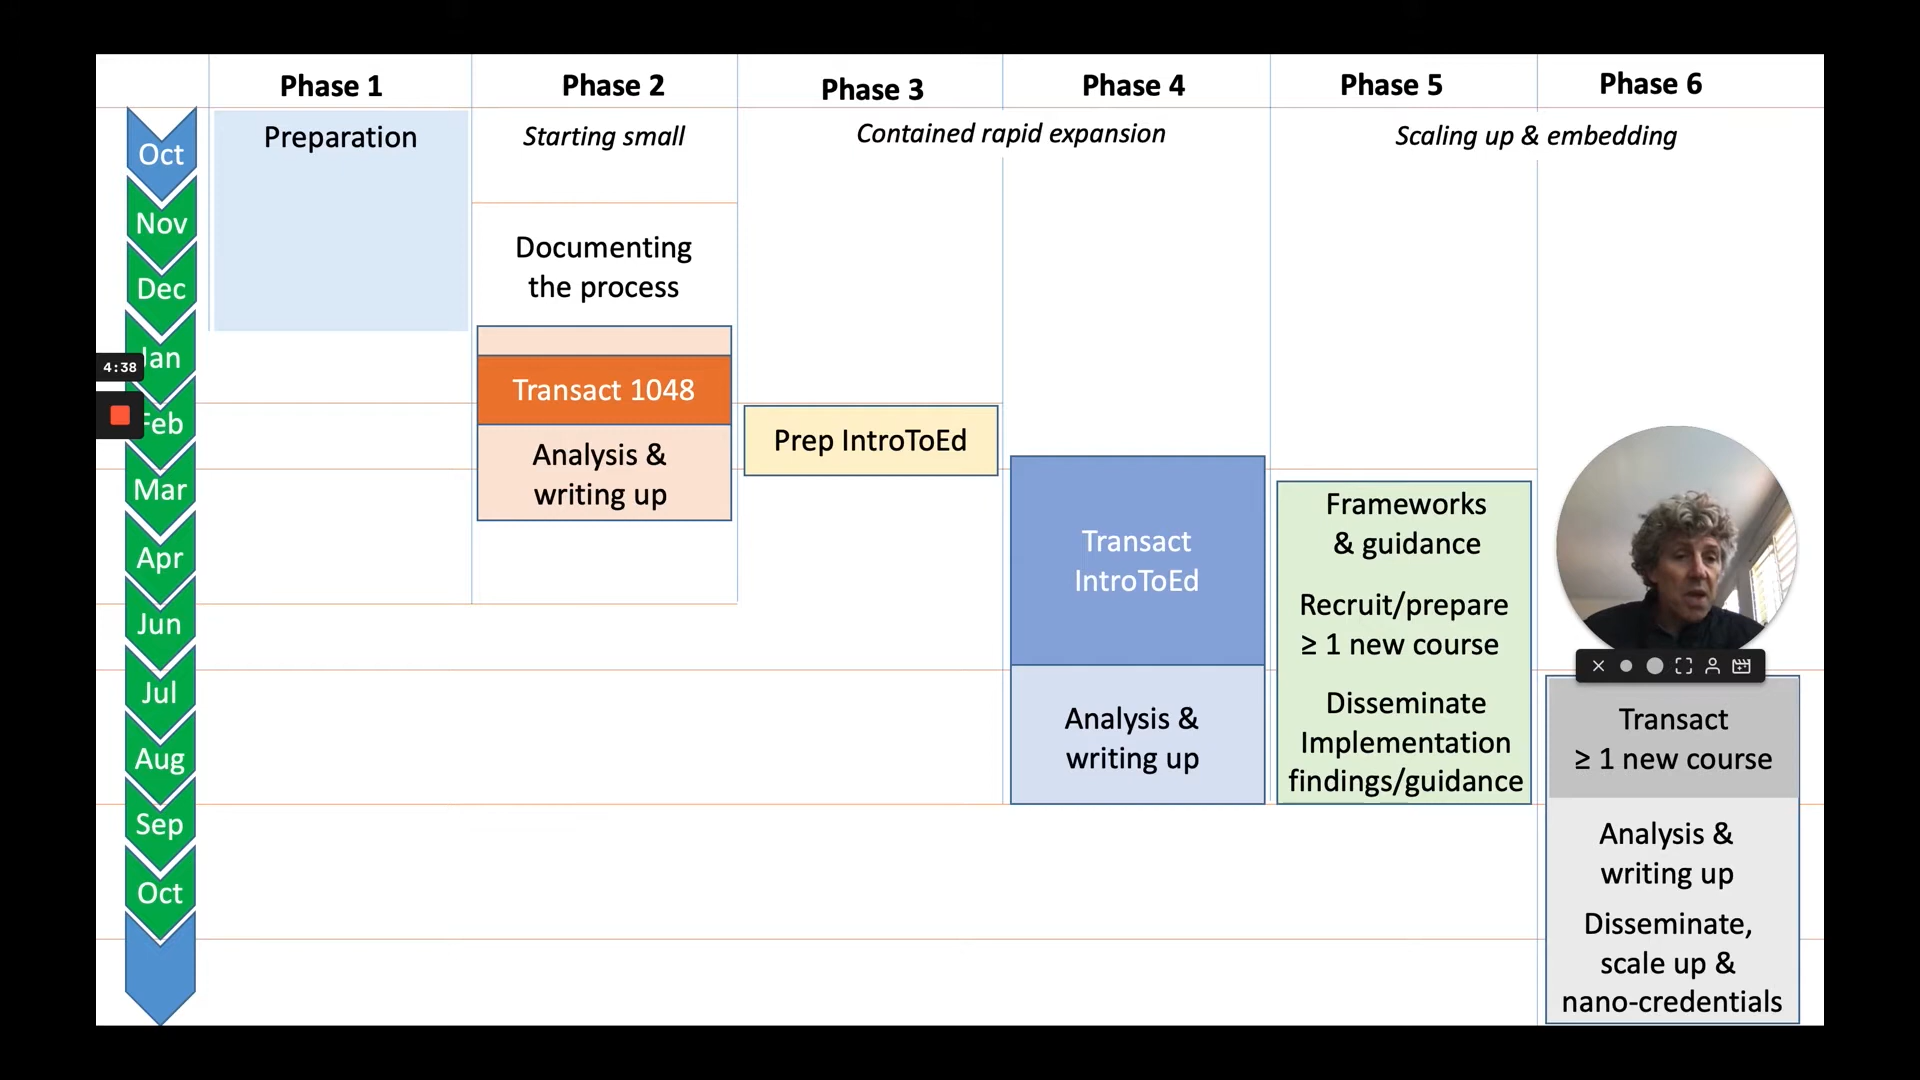 Phase 1
Phase 2
Phase 3
Phase 4
Phase 5
Phase 6
Preparation
Starting small
Contained rapid expansion
Scaling up & embedding
Oct
Nov
Dec
Jan
Feb
Mar
Apr
Jun
Jul
Aug
Sep
Oct
4:38
Documenting
the process
Transact 1048
Analysis &
writing up
Prep IntroToEd
Transact
IntroToEd
Analysis &
writing up
Frameworks
& guidance
Recruit/prepare
≥ 1 new course
Disseminate
Implementation
findings/guidance
Transact
≥ 1 new course
Analysis &
writing up
Disseminate,
scale up &
nano-credentials